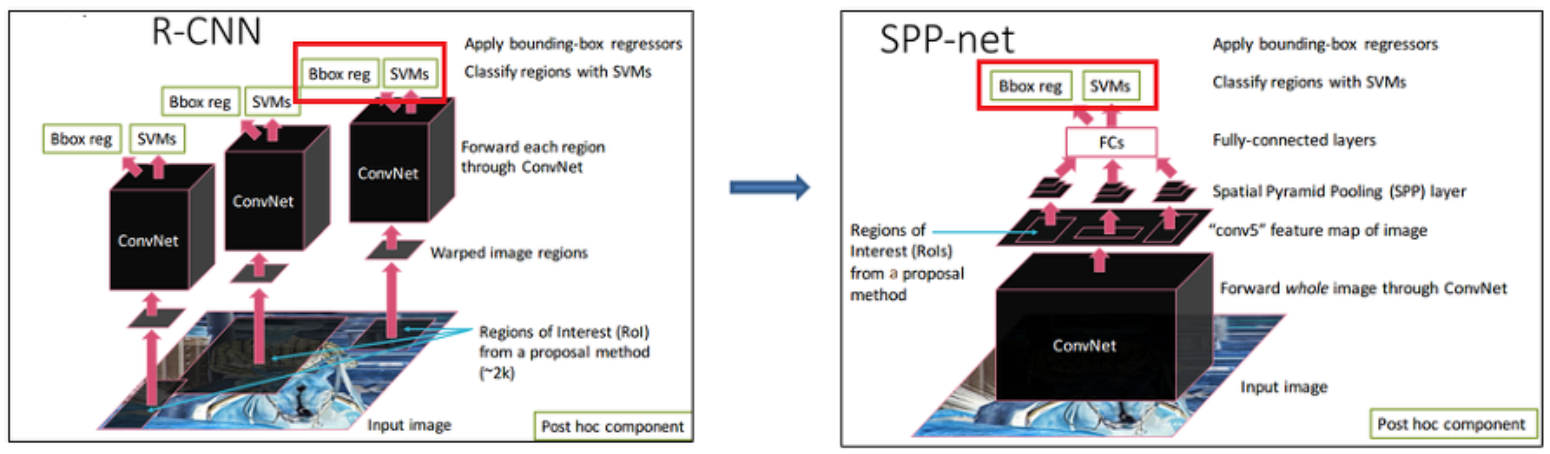 R-CNN
Apply bounding-box regressors
Bbox reg SVMs
Classify regions with SVMs
Bbox reg SVMs
Bbox reg SVMs
ConvNet
Forward each region
through ConvNet
ConvNet
ConvNet
Warped image regions
Regions of Interest (RoI)
from a proposal method
(~2k)
Input image
Post hoc component
SPP-net
Apply bounding-box regressors
Bbox reg SVMs
Classify regions with SVMs
FCs
Fully-connected layers
Spatial Pyramid Pooling (SPP) layer
Regions of
Interest (RoIs)
from a proposal
method
"conv5" feature map of image
Forward whole image through ConvNet
ConvNet
Input image
Post hoc component